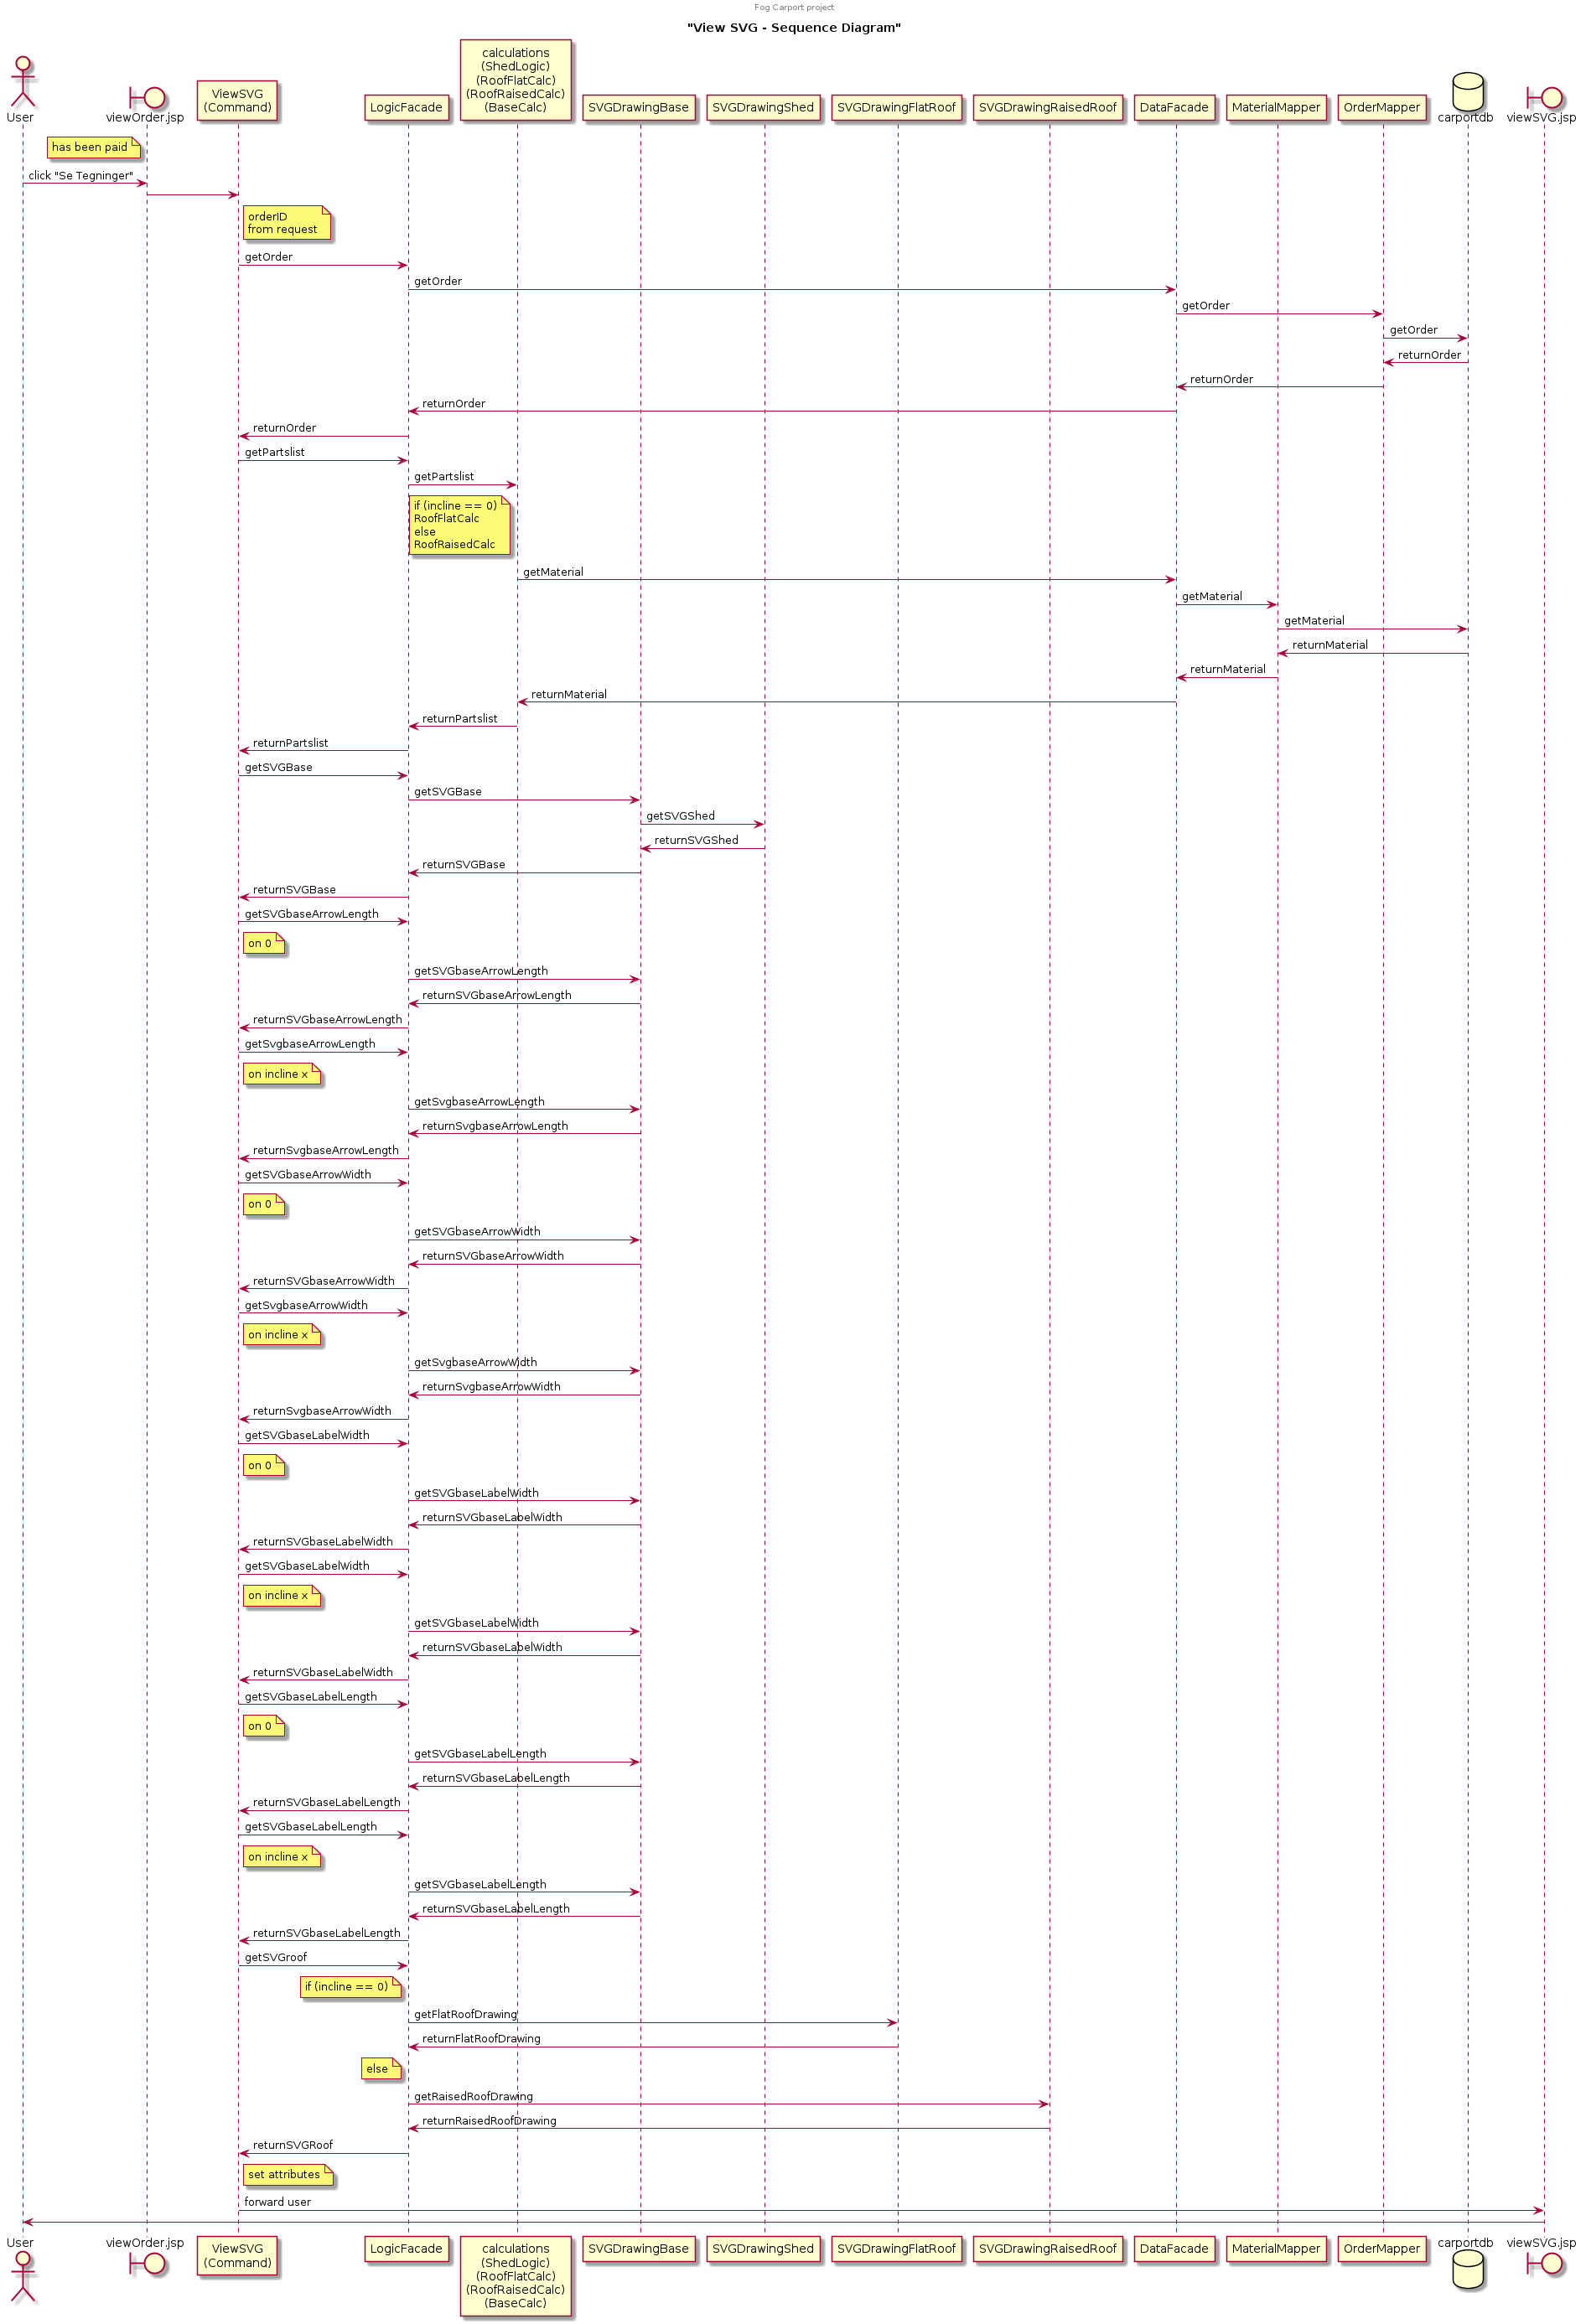 Fog Carport project
"View SVG - Sequence Diagram"
User
viewOrder.jsp
ViewSVG
(Command)
LogicFacade
calculations
(ShedLogic)
(RoofFlatCalc)
(RoofRaisedCalc)
(BaseCalc)
SVGDrawingBase
SVGDrawingShed
SVGDrawingFlatRoof
SVGDrawingRaisedRoof
DataFacade
MaterialMapper
OrderMapper
carportdb
viewSVG.jsp
has been paid
click "Se Tegninger"
orderID
from request
getOrder
getOrder
getOrder
getOrder
returnOrder
returnOrder
returnOrder
returnOrder
getPartslist
getPartslist
if (incline == 0)
RoofFlatCalc
else
RoofRaisedCalc
getMaterial
getMaterial
getMaterial
returnMaterial
returnMaterial
returnMaterial
returnPartslist
returnPartslist
getSVGBase
getSVGBase
getSVGShed
returnSVGShed
returnSVGBase
returnSVGBase
getSVGbaseArrowLength
on 0
getSVGbaseArrowLength
returnSVGbaseArrowLength
returnSVGbaseArrowLength
getSvgbaseArrowLength
on incline x
getSvgbaseArrowLength
returnSvgbaseArrowLength
returnSvgbaseArrowLength
getSVGbaseArrowWidth
on 0
getSVGbaseArrowWidth
returnSVGbaseArrowWidth
returnSVGbaseArrowWidth
getSvgbaseArrowWidth
on incline x
getSvgbaseArrowWidth
returnSvgbaseArrowWidth
returnSvgbaseArrowWidth
getSVGbaseLabelWidth
on 0
getSVGbaseLabelWidth
returnSVGbaseLabelWidth
returnSVGbaseLabelWidth
getSVGbaseLabelWidth
on incline x
getSVGbaseLabelWidth
returnSVGbaseLabelWidth
returnSVGbaseLabelWidth
getSVGbaseLabelLength
on 0
getSVGbaseLabelLength
returnSVGbaseLabelLength
returnSVGbaseLabelLength
getSVGbaseLabelLength
on incline x
getSVGbaseLabelLength
returnSVGbaseLabelLength
returnSVGbaseLabelLength
getSVGroof
if (incline == 0)
getFlatRoofDrawing
returnFlatRoofDrawing
else
getRaisedRoofDrawing
returnRaisedRoofDrawing
returnSVGRoof
set attributes
forward user
User
viewOrder.jsp
ViewSVG
(Command)
LogicFacade
calculations
(ShedLogic)
(RoofFlatCalc)
(RoofRaisedCalc)
(BaseCalc)
SVGDrawingBase
SVGDrawingShed
SVGDrawingFlatRoof
SVGDrawingRaisedRoof
DataFacade
MaterialMapper
OrderMapper
carportdb
viewSVG.jsp